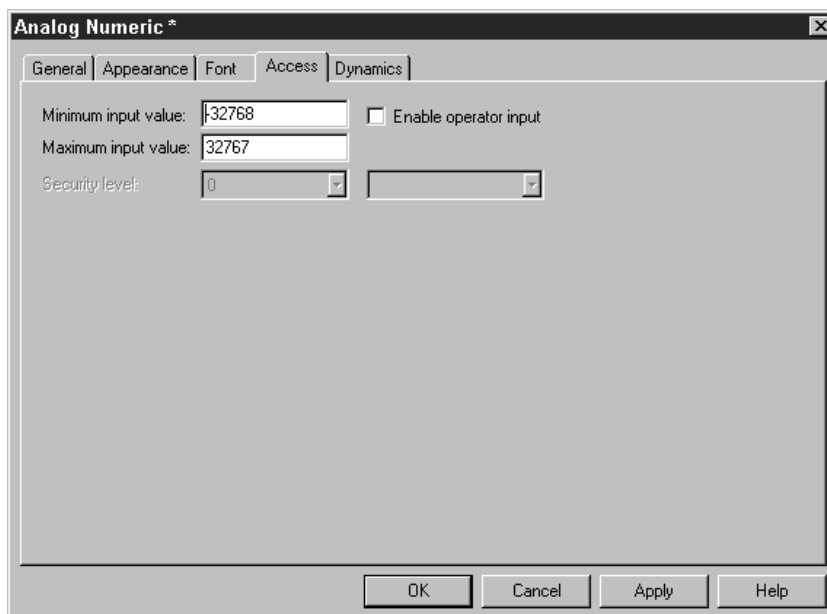 Analog Numeric *
General Appearance Font Access Dynamics
Minimum input value: -32768 Enable operator input
Maximum input value: 32767
Security level: 0
OK Cancel Apply Help